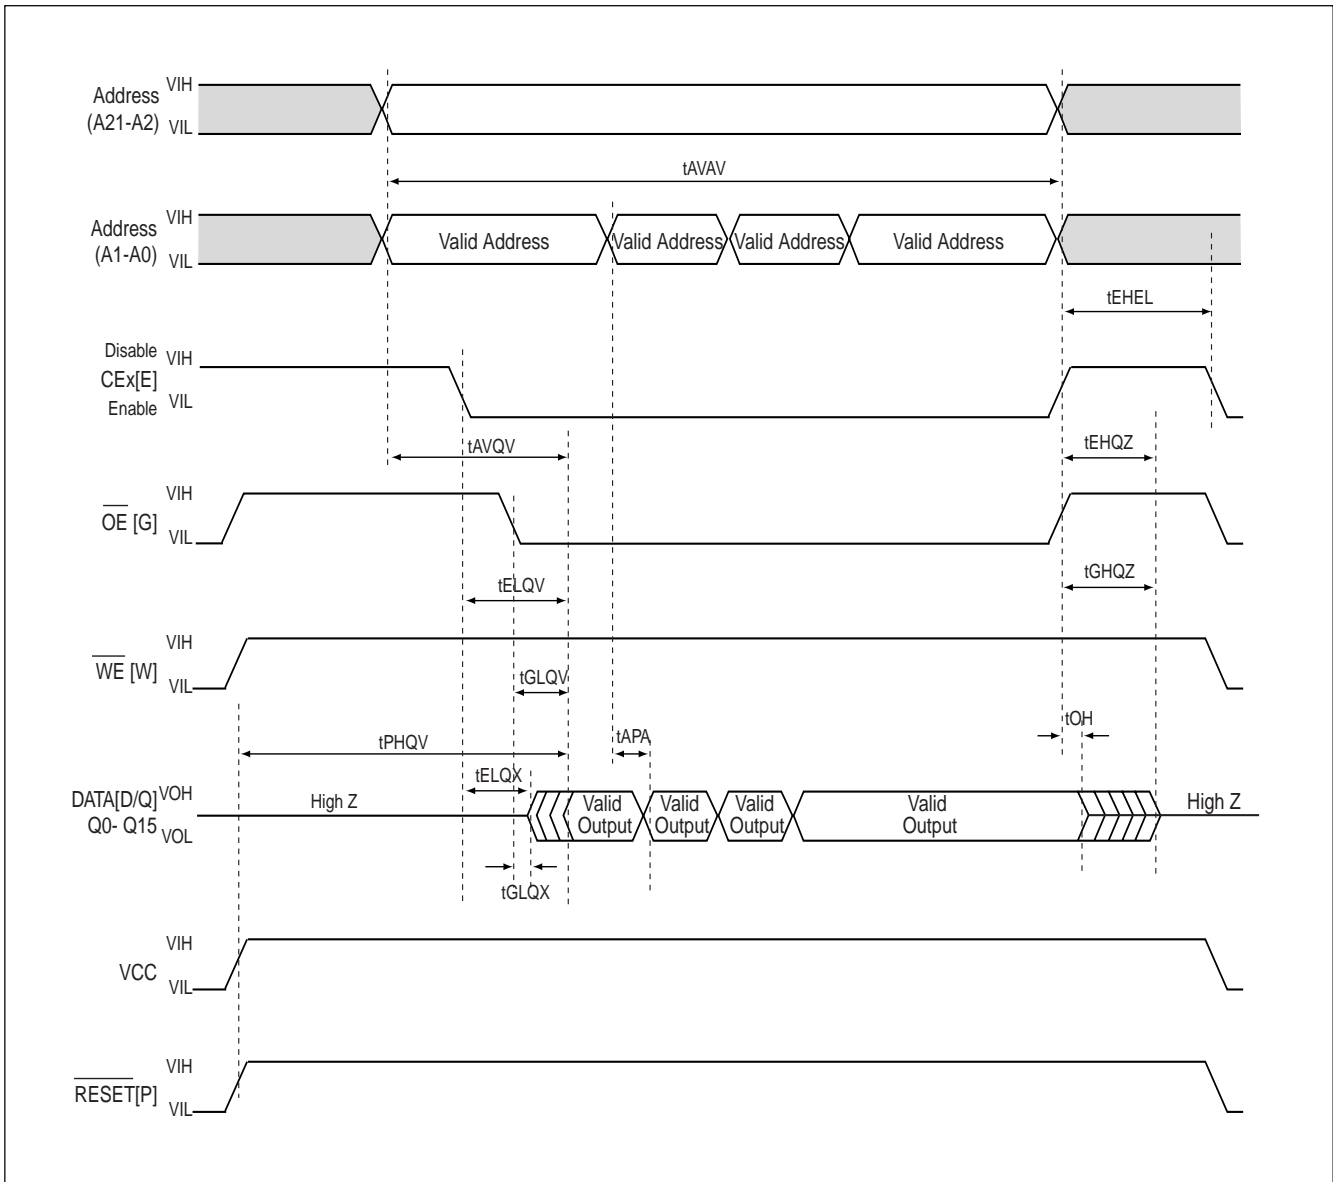 Address VIH
(A21-A2) VIL
tAVAV
Address VIH
(A1-A0) VIL
Valid Address Valid Address Valid Address Valid Address
tEHEL
Disable VIH
CEx[E]
Enable VIL
tAVQV tEHQZ
VIH
OE [G]
VIL
tELQV tGHQZ
VIH
WE [W]
VIL
tGLQV
tOH
tPHQV tAPA
tELQX
DATA[D/Q] VOH High Z Valid Valid Valid Valid High Z
Q0- Q15 VOL Output Output Output Output
tGLQX
VIH
VCC
VIL
VIH
RESET[P]
VIL